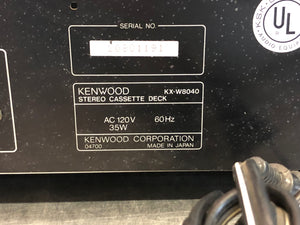 SERIAL NO.
KENWOOD KX-W8040
STEREO CASSETTE DECK
AC 120V 60Hz
35W
KENWOOD CORPORATION
04700 MADE IN JAPAN
UL